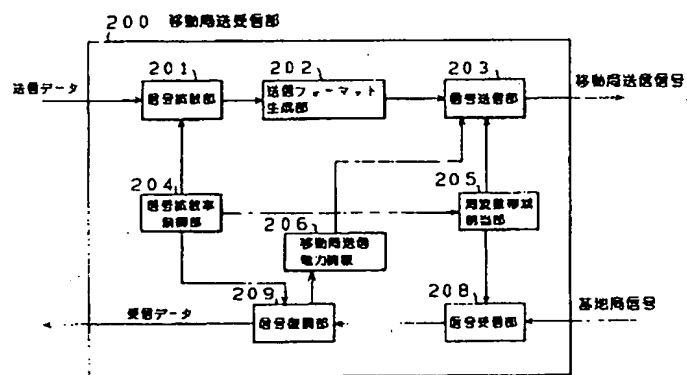 200 移動局送受信部
201
202
203
送信データ
信号拡散部
送信フォーマット
生成部
信号送信部
移動局送信信号
204
205
信号拡散率
制御部
周波数帯域
割当部
206
移動局送信
電力情報
209
208
受信データ
信号復調部
信号受信部
基地局信号